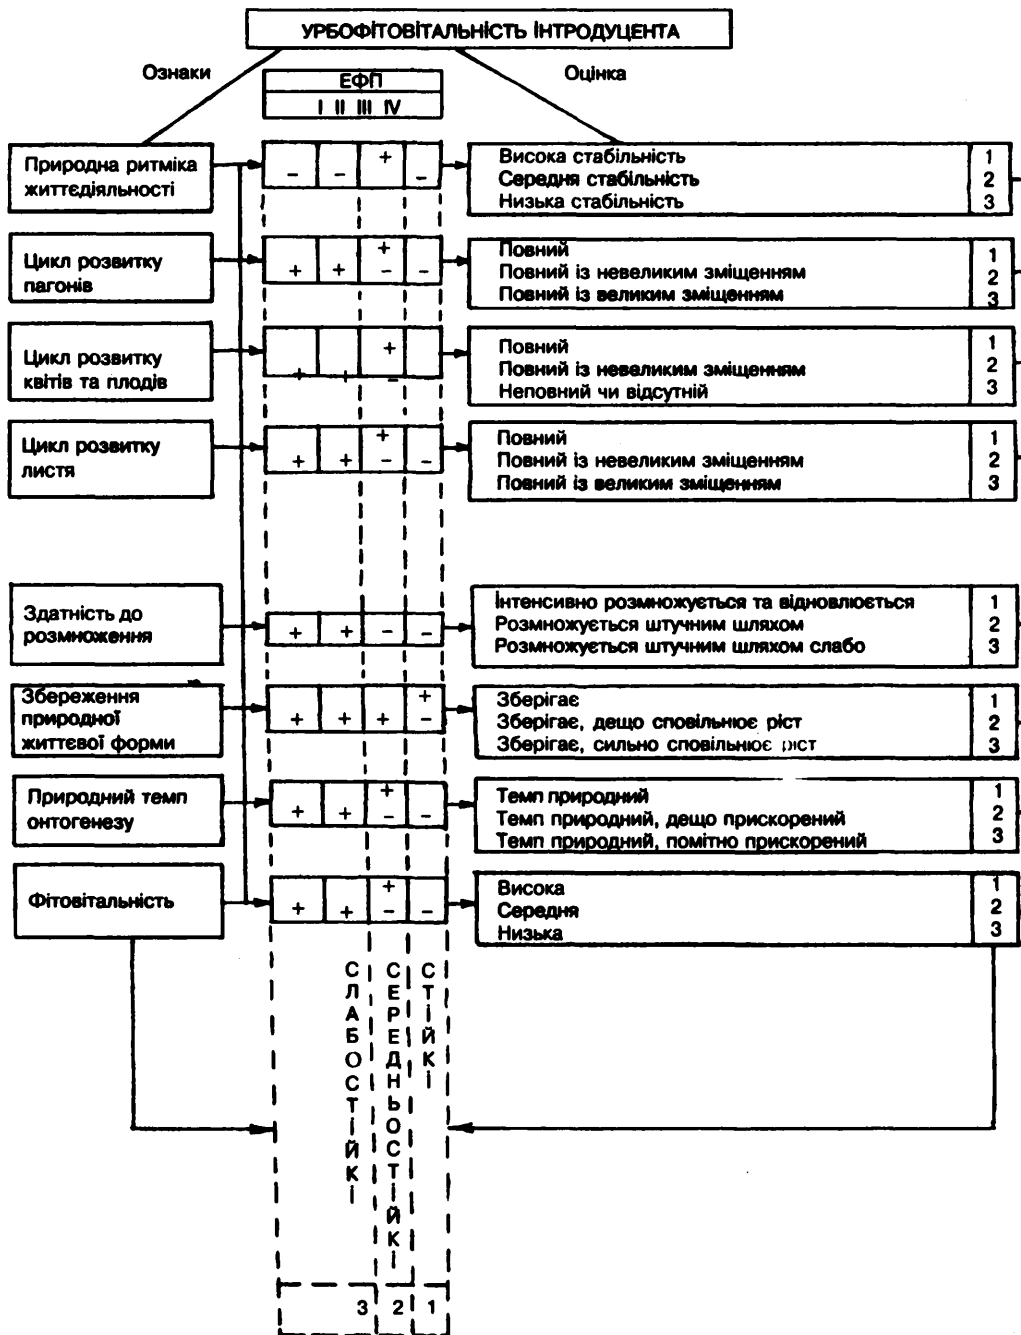 УРБОФІТОВІТАЛЬНІСТЬ ІНТРОДУЦЕНТА
Ознаки
Оцінка
ЕФП
I II III IV
Природна ритміка
життєдіяльності
– – + –
Висока стабільність 1
Середня стабільність 2
Низька стабільність 3
Цикл розвитку
пагонів
+
+ + – –
Повний 1
Повний із невеликим зміщенням 2
Повний із великим зміщенням 3
Цикл розвитку
квітів та плодів
+
+ + –
Повний 1
Повний із невеликим зміщенням 2
Неповний чи відсутній 3
Цикл розвитку
листя
+
+ + – –
Повний 1
Повний із невеликим зміщенням 2
Повний із великим зміщенням 3
Здатність до
розмноження
+ + – –
Інтенсивно розмножується та відновлюється 1
Розмножується штучним шляхом 2
Розмножується штучним шляхом слабо 3
Збереження
природної
життєвої форми
+
+ + + –
Зберігає 1
Зберігає, дещо сповільнює ріст 2
Зберігає, сильно сповільнює ріст 3
Природний темп
онтогенезу
+
+ + – –
Темп природний 1
Темп природний, дещо прискорений 2
Темп природний, помітно прискорений 3
Фітовітальність
+
+ + – –
Висока 1
Середня 2
Низька 3
СЛАБОСТІЙКІ
СЕРЕДНЬОСТІЙКІ
СТІЙКІ
3 2 1